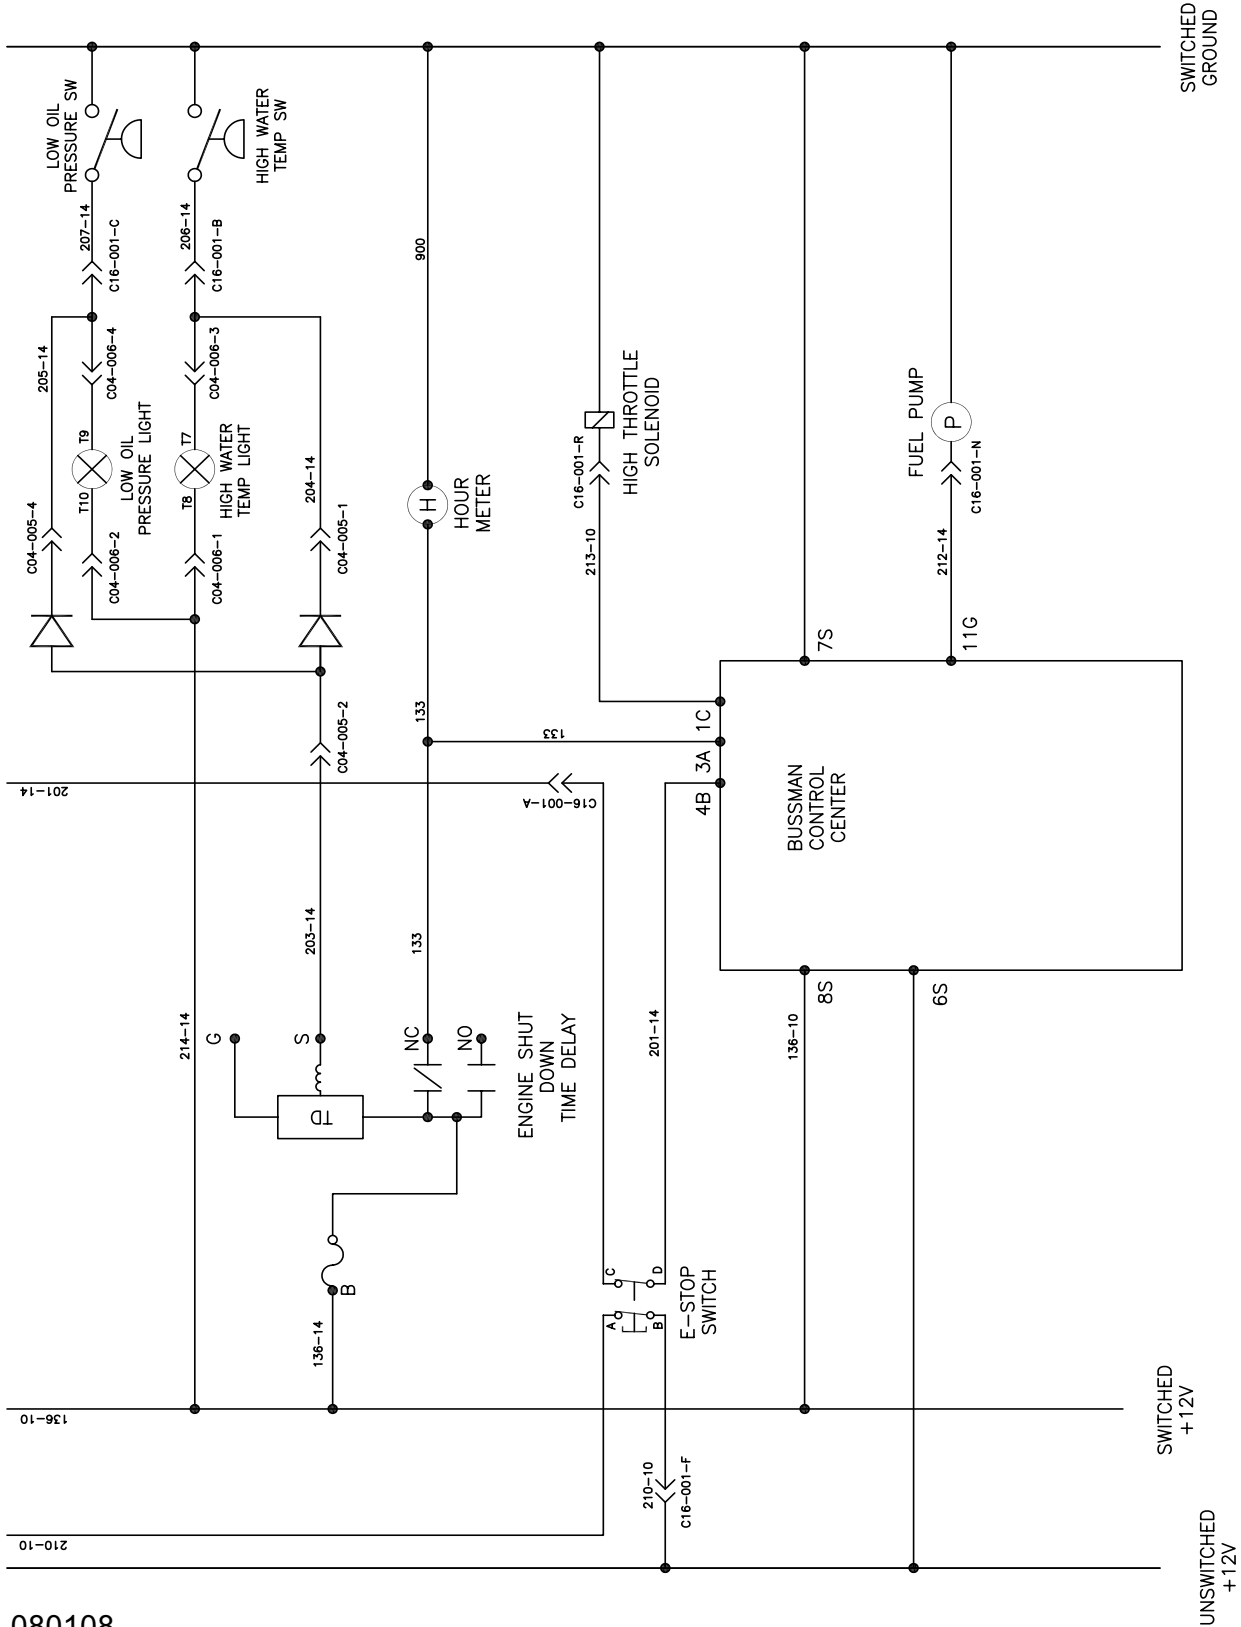 SWITCHED
GROUND
LOW OIL
PRESSURE SW
HIGH WATER
TEMP SW
207-14
C16-001-C
206-14
C16-001-B
900
205-14
C04-006-4
C04-006-3
HIGH THROTTLE
SOLENOID
C16-001-R
213-10
FUEL PUMP
P
C16-001-N
212-14
T9
T10
LOW OIL
PRESSURE LIGHT
T7
T8
HIGH WATER
TEMP LIGHT
204-14
H
HOUR
METER
C04-005-4
C04-006-2
C04-006-1
C04-005-1
7S
11G
133
1C
3A
4B
133
C04-005-2
201-14
C16-001-A
BUSSMAN
CONTROL
CENTER
203-14
133
8S
6S
214-14
G
S
NC
NO
TD
ENGINE SHUT
DOWN
TIME DELAY
201-14
136-10
B
136-14
C
D
A
B
E-STOP
SWITCH
136-10
SWITCHED
+12V
210-10
C16-001-F
210-10
UNSWITCHED
+12V
080108